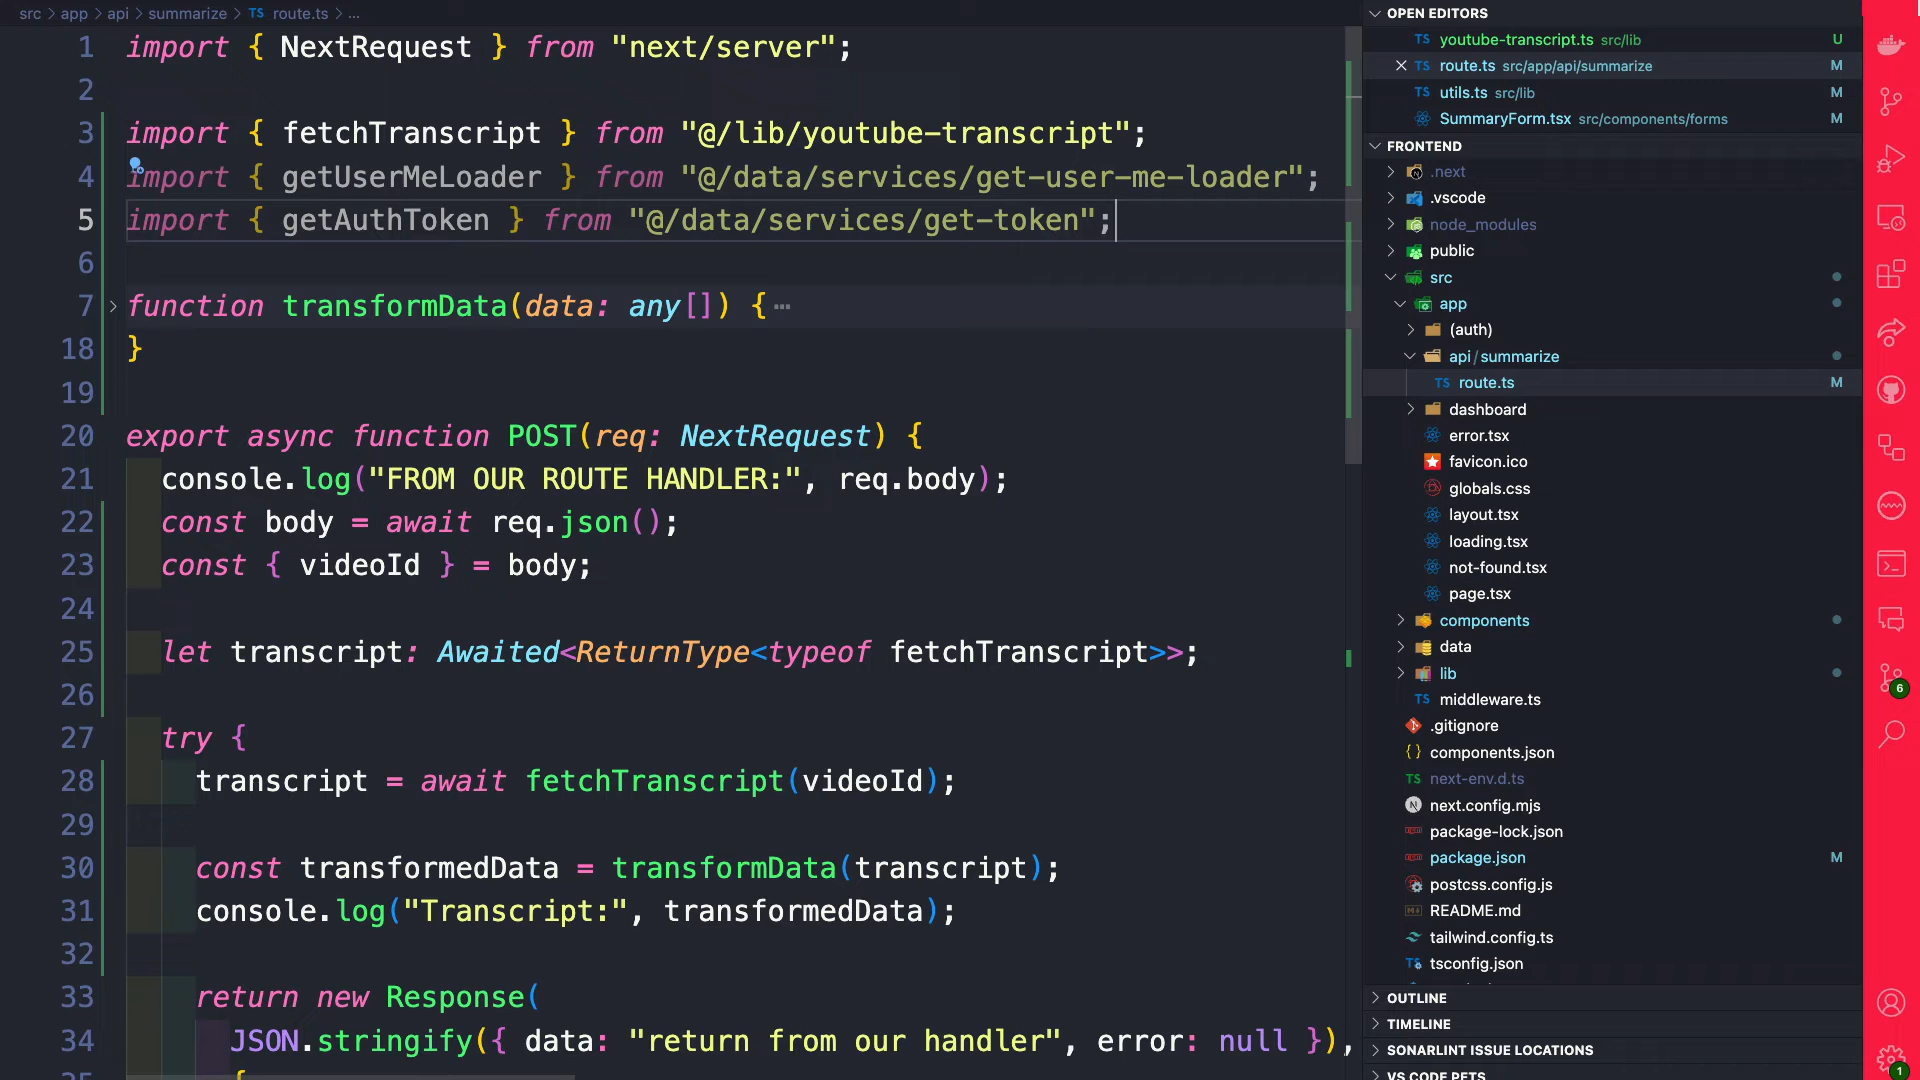 src > app > api > summarize > TS route.ts > ...
1 import { NextRequest } from "next/server";
2
3 import { fetchTranscript } from "@/lib/youtube-transcript";
4 import { getUserMeLoader } from "@/data/services/get-user-me-loader";
5 import { getAuthToken } from "@/data/services/get-token";
6
7 function transformData(data: any[]) { ...
18 }
19
20 export async function POST(req: NextRequest) {
21 console.log("FROM OUR ROUTE HANDLER:", req.body);
22 const body = await req.json();
23 const { videoId } = body;
24
25 let transcript: Awaited<ReturnType<typeof fetchTranscript>>;
26
27 try {
28 transcript = await fetchTranscript(videoId);
29
30 const transformedData = transformData(transcript);
31 console.log("Transcript:", transformedData);
32
33 return new Response(
34 JSON.stringify({ data: "return from our handler", error: null }),
35 {
OPEN EDITORS
TS youtube-transcript.ts src/lib U
TS route.ts src/app/api/summarize M
TS utils.ts src/lib M
SummaryForm.tsx src/components/forms M
FRONTEND
.next
.vscode
node_modules
public
src
app
(auth)
api/summarize
TS route.ts M
dashboard
error.tsx
favicon.ico
globals.css
layout.tsx
loading.tsx
not-found.tsx
page.tsx
components
data
lib
TS middleware.ts
.gitignore
components.json
TS next-env.d.ts
next.config.mjs
package-lock.json
package.json M
postcss.config.js
README.md
tailwind.config.ts
tsconfig.json
OUTLINE
TIMELINE
SONARLINT ISSUE LOCATIONS
VS CODE PETS
6
1